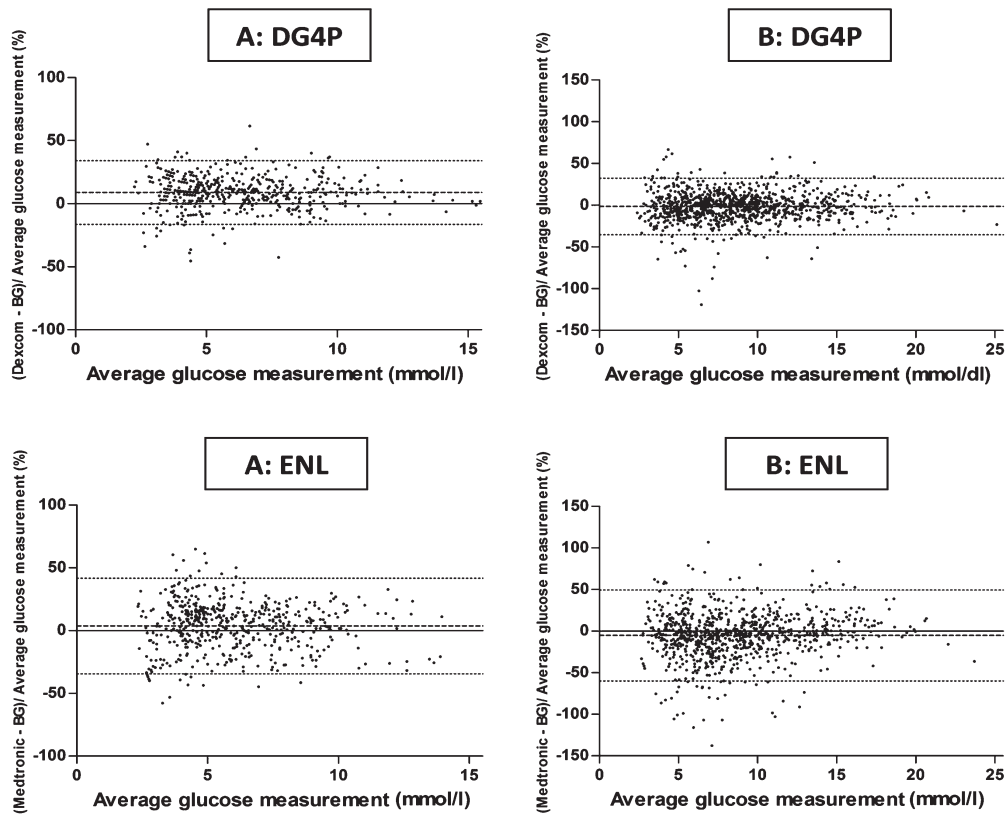 A: DG4P
(Dexcom - BG)/ Average glucose measurement (%)
100
50
0
-50
-100
0 5 10 15
Average glucose measurement (mmol/l)
B: DG4P
(Dexcom - BG)/ Average glucose measurement (%)
150
100
50
0
-50
-100
-150
0 5 10 15 20 25
Average glucose measurement (mmol/dl)
A: ENL
(Medtronic - BG)/ Average glucose measurement (%)
100
50
0
-50
-100
0 5 10 15
Average glucose measurement (mmol/l)
B: ENL
(Medtronic - BG)/ Average glucose measurement (%)
150
100
50
0
-50
-100
-150
0 5 10 15 20 25
Average glucose measurement (mmol/l)